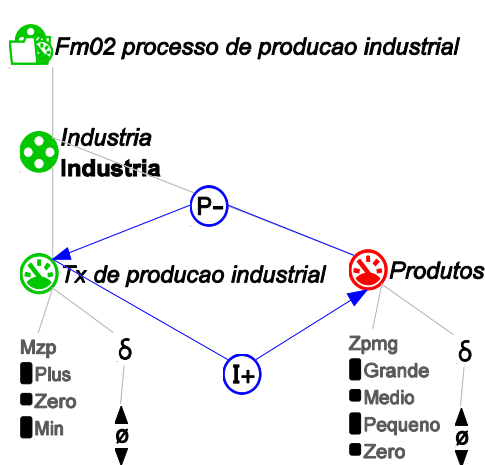 Fm02 processo de producao industrial
Industria
Industria
P-
Tx de producao industrial
Produtos
I+
Mzp
Plus
Zero
Min
δ
ø
Zpmg
Grande
Medio
Pequeno
Zero
δ
ø